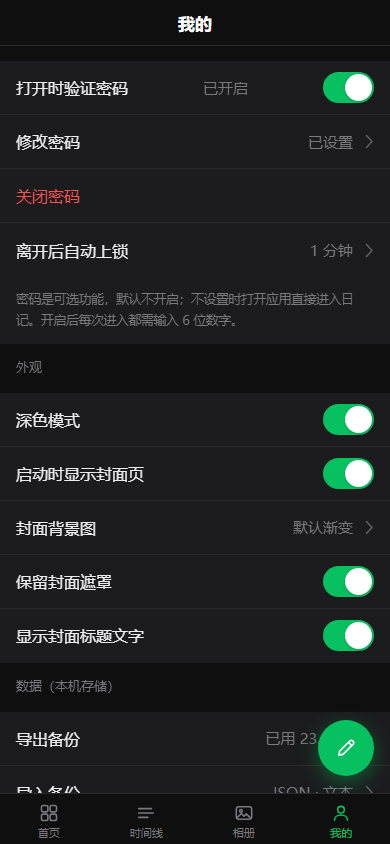 我的
打开时验证密码 已开启
修改密码 已设置
关闭密码
离开后自动上锁 1 分钟
密码是可选功能，默认不开启；不设置时打开应用直接进入日
记。开启后每次进入都需输入 6 位数字。
外观
深色模式
启动时显示封面页
封面背景图 默认渐变
保留封面遮罩
显示封面标题文字
数据（本机存储）
导出备份 已用 23
导入备份 JSON · 文本
首页 时间线 相册 我的